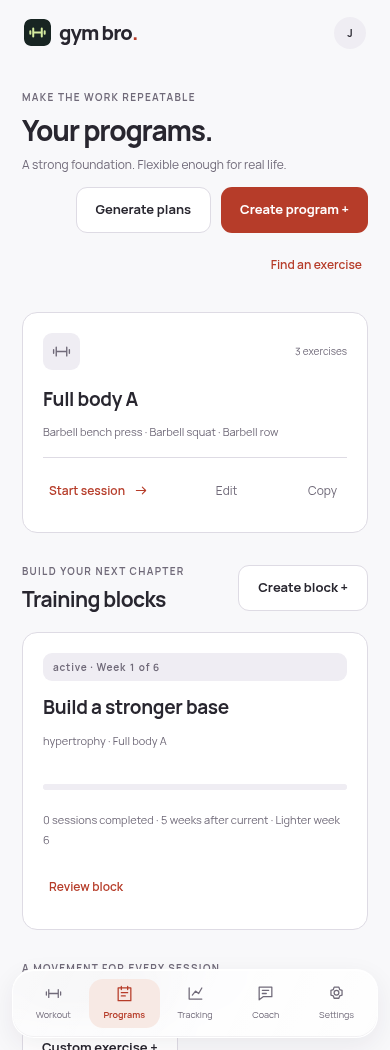 gym bro.
J
MAKE THE WORK REPEATABLE
Your programs.
A strong foundation. Flexible enough for real life.
Generate plans
Create program +
Find an exercise
3 exercises
Full body A
Barbell bench press · Barbell squat · Barbell row
Start session →
Edit
Copy
BUILD YOUR NEXT CHAPTER
Training blocks
Create block +
active · Week 1 of 6
Build a stronger base
hypertrophy · Full body A
0 sessions completed · 5 weeks after current · Lighter week
6
Review block
A MOVEMENT FOR EVERY SESSION
Workout
Programs
Tracking
Coach
Settings
Custom exercise +